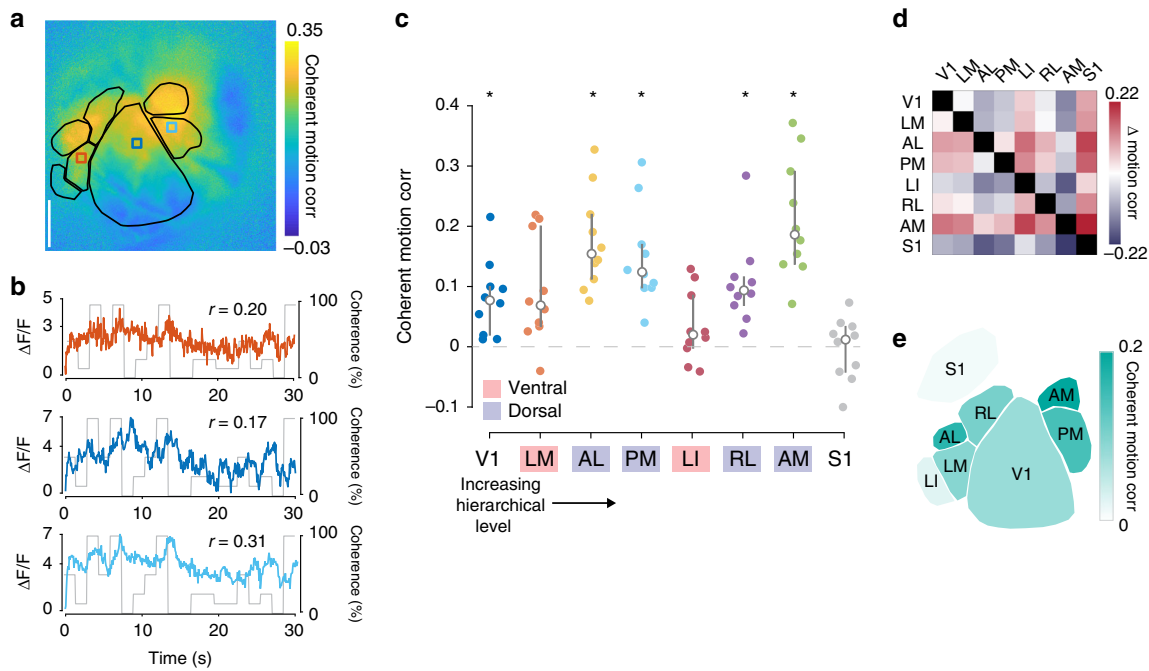 a
0.35
Coherent motion corr
−0.03
b
5
3
0
ΔF/F
r = 0.20
100
0
Coherence (%)
0 10 20 30
7
4
0
ΔF/F
r = 0.17
100
0
Coherence (%)
0 10 20 30
7
4
0
ΔF/F
r = 0.31
100
0
Coherence (%)
0 10 20 30
Time (s)
c
Coherent motion corr
0.4
0.3
0.2
0.1
0
−0.1
* * * * *
Ventral
Dorsal
V1 LM AL PM LI RL AM S1
Increasing
hierarchical
level
d
V1 LM AL PM LI RL AM S1
V1
LM
AL
PM
LI
RL
AM
S1
0.22
Δ motion corr
−0.22
e
S1
RL
AM
AL
PM
LM
LI
V1
0.2
Coherent motion corr
0